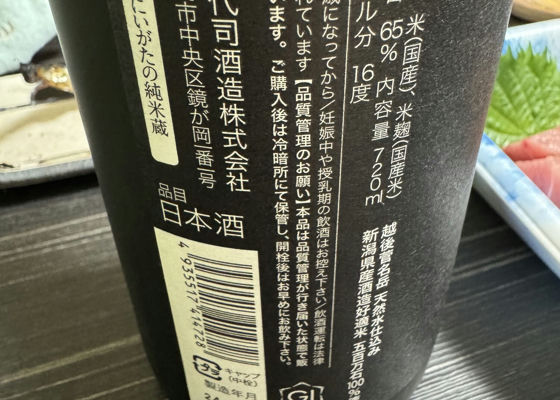 米(国産)、米麹(国産米)
65% 内容量 720ml
ル分 16度
越後菅名岳 天然水仕込み
新潟県産酒造好適米 五百万石100%
歳になってから/妊娠中や授乳期の飲酒はお控え下さい/飲酒運転は法律
れています【品質管理のお願い】本品は品質管理が行き届いた状態で販
います。ご購入後は冷暗所にて保管し、開栓後はお早めにお飲み下さい。
代司酒造株式会社
市中央区鏡が岡番号
にいがたの純米蔵
品目
日本酒
4935517414728
キャップ
(中栓)
製造年月
24
GI